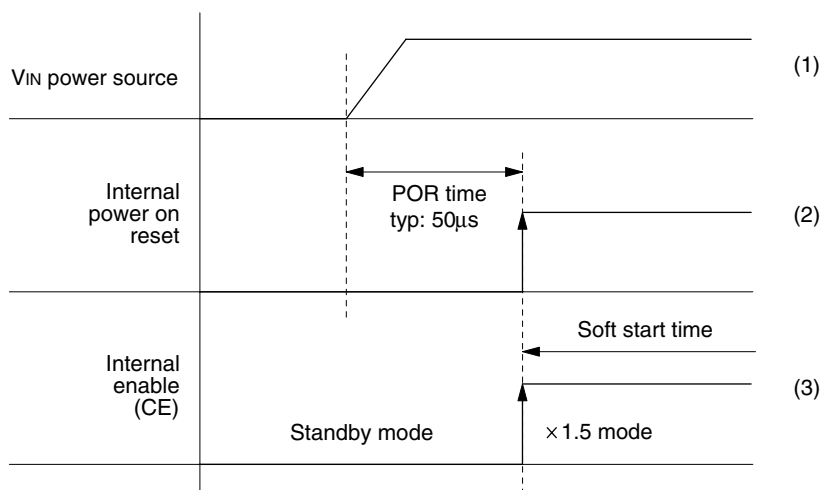 VIN power source
(1)
Internal
power on
reset
POR time
typ: 50μs
(2)
Soft start time
Internal
enable
(CE)
Standby mode
×1.5 mode
(3)